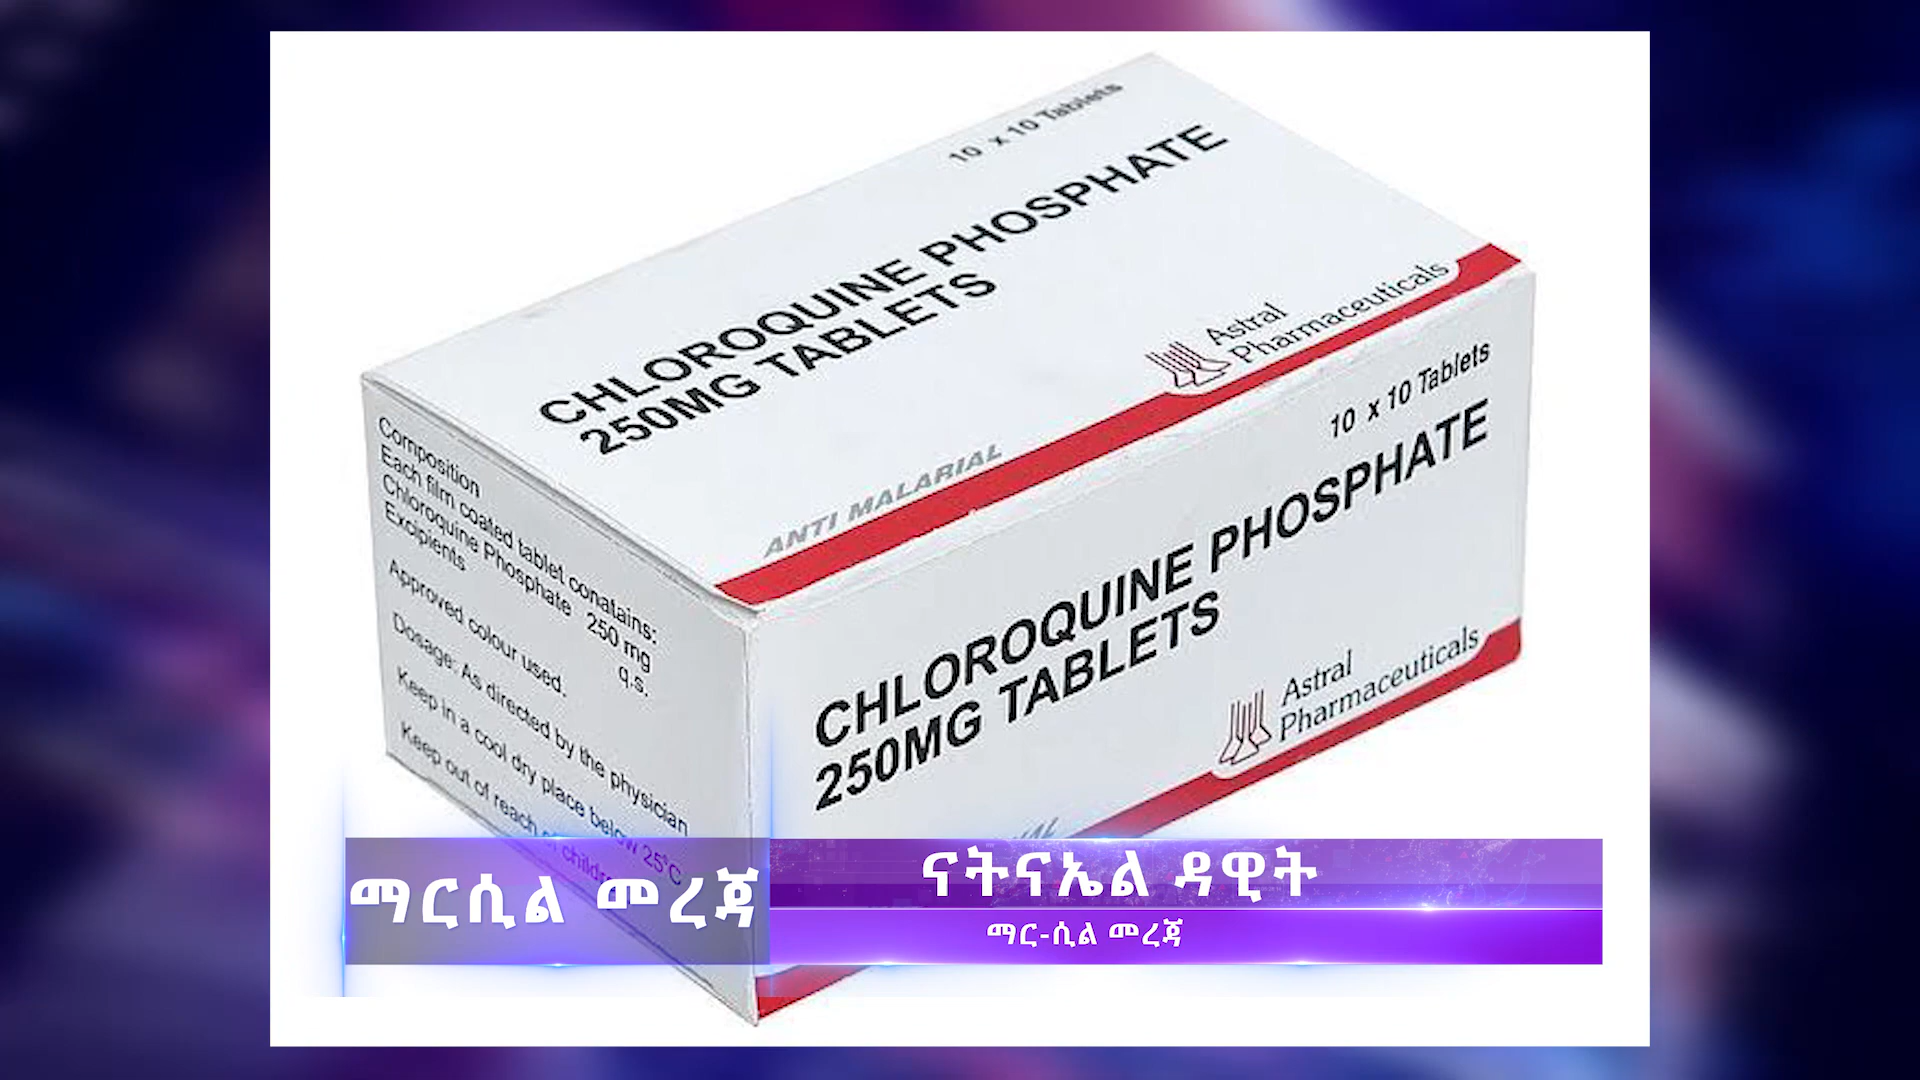 10 x 10 Tablets
CHLOROQUINE PHOSPHATE
250MG TABLETS
Astral
Pharmaceuticals
ANTI MALARIAL
10 x 10 Tablets
CHLOROQUINE PHOSPHATE
250MG TABLETS
Astral
Pharmaceuticals
Composition
Each film coated tablet conatains:
Chloroquine Phosphate 250 mg
Excipients q.s.
Approved colour used.
Dosage: As directed by the physician
Keep in a cool dry place below 25°C
Keep out of reach of
ማርሲል መረጃ
ናትናኤል ዳዊት
ማር-ሲል መረጃ